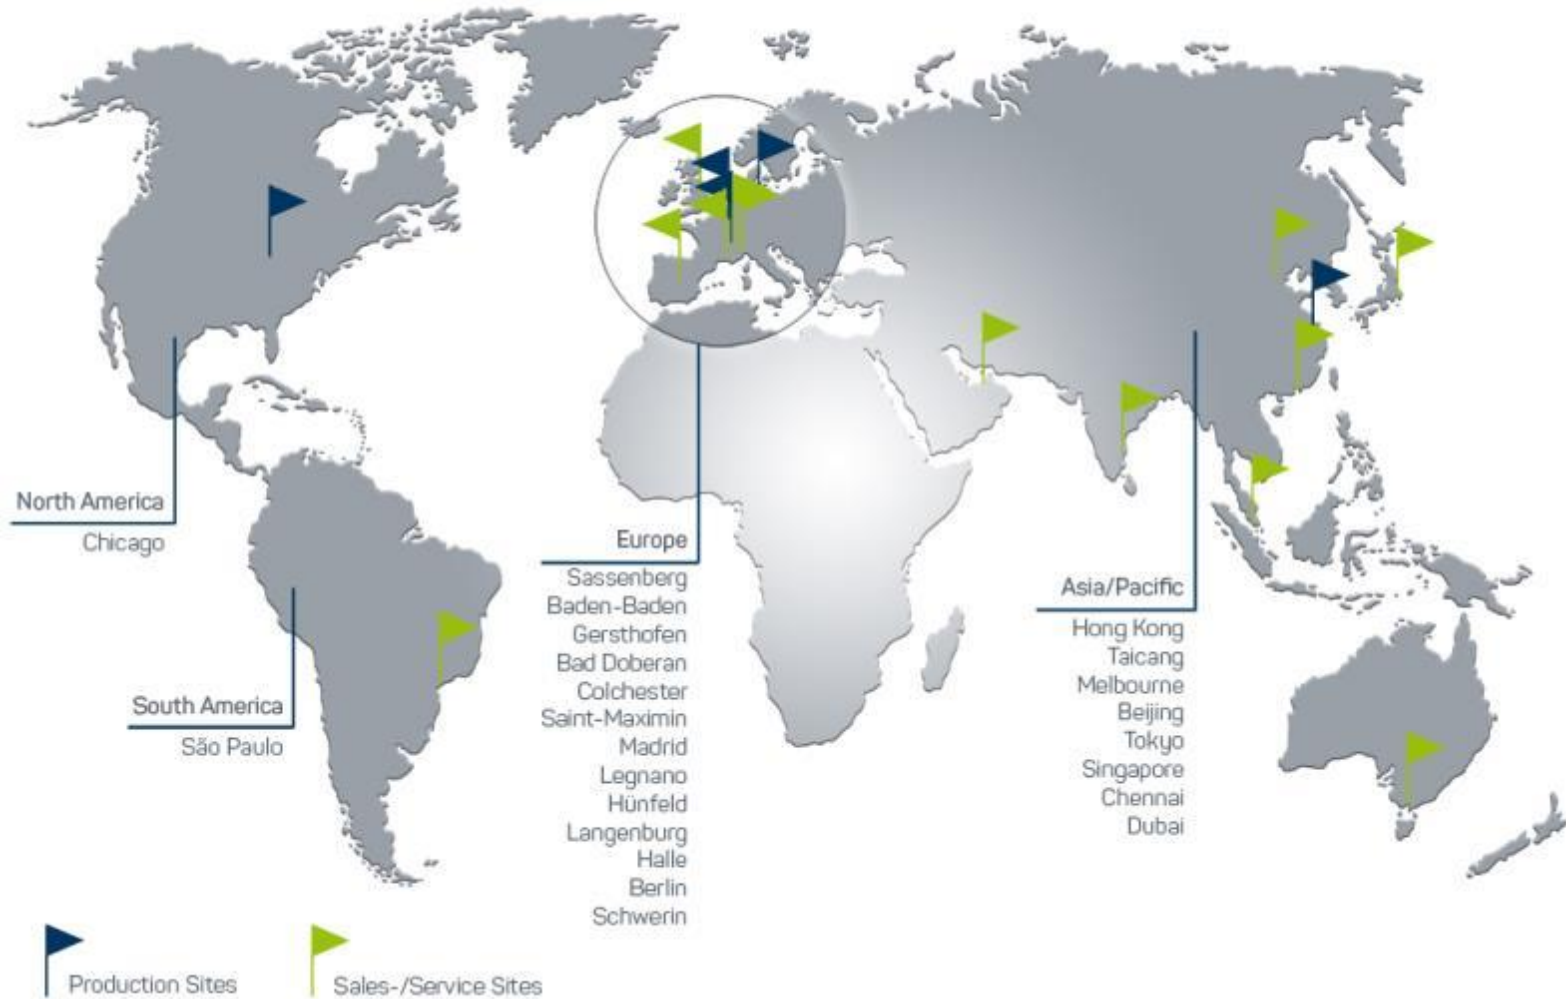 North America
Chicago
South America
São Paulo
Europe
Sassenberg
Baden-Baden
Gersthofen
Bad Doberan
Colchester
Saint-Maximin
Madrid
Legnano
Hünfeld
Langenburg
Halle
Berlin
Schwerin
Asia/Pacific
Hong Kong
Taicang
Melbourne
Beijing
Tokyo
Singapore
Chennai
Dubai
Production Sites
Sales-/Service Sites